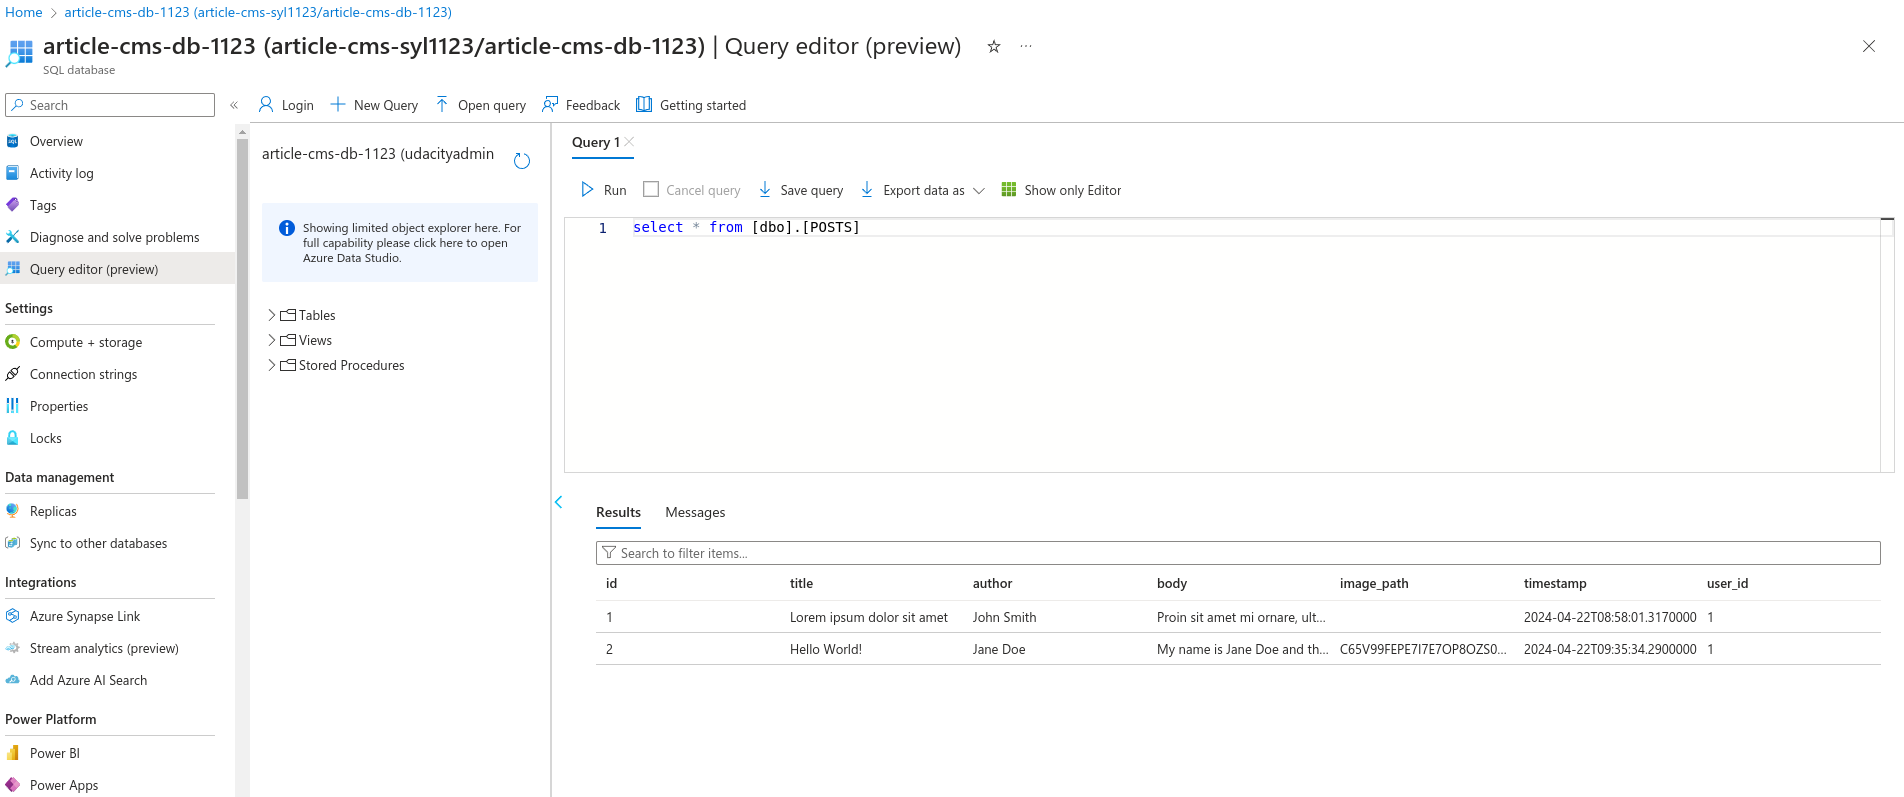 Home > article-cms-db-1123 (article-cms-syl1123/article-cms-db-1123)
article-cms-db-1123 (article-cms-syl1123/article-cms-db-1123) | Query editor (preview)
SQL database
Search
Overview
Activity log
Tags
Diagnose and solve problems
Query editor (preview)
Settings
Compute + storage
Connection strings
Properties
Locks
Data management
Replicas
Sync to other databases
Integrations
Azure Synapse Link
Stream analytics (preview)
Add Azure AI Search
Power Platform
Power BI
Power Apps
Login New Query Open query Feedback Getting started
article-cms-db-1123 (udacityadmin
Showing limited object explorer here. For
full capability please click here to open
Azure Data Studio.
Tables
Views
Stored Procedures
Query 1
Run Cancel query Save query Export data as Show only Editor
1 select * from [dbo].[POSTS]
Results Messages
Search to filter items...
id title author body image_path timestamp user_id
1 Lorem ipsum dolor sit amet John Smith Proin sit amet mi ornare, ult... 2024-04-22T08:58:01.3170000 1
2 Hello World! Jane Doe My name is Jane Doe and th... C65V99FEPE7I7E7OP8OZS0... 2024-04-22T09:35:34.2900000 1